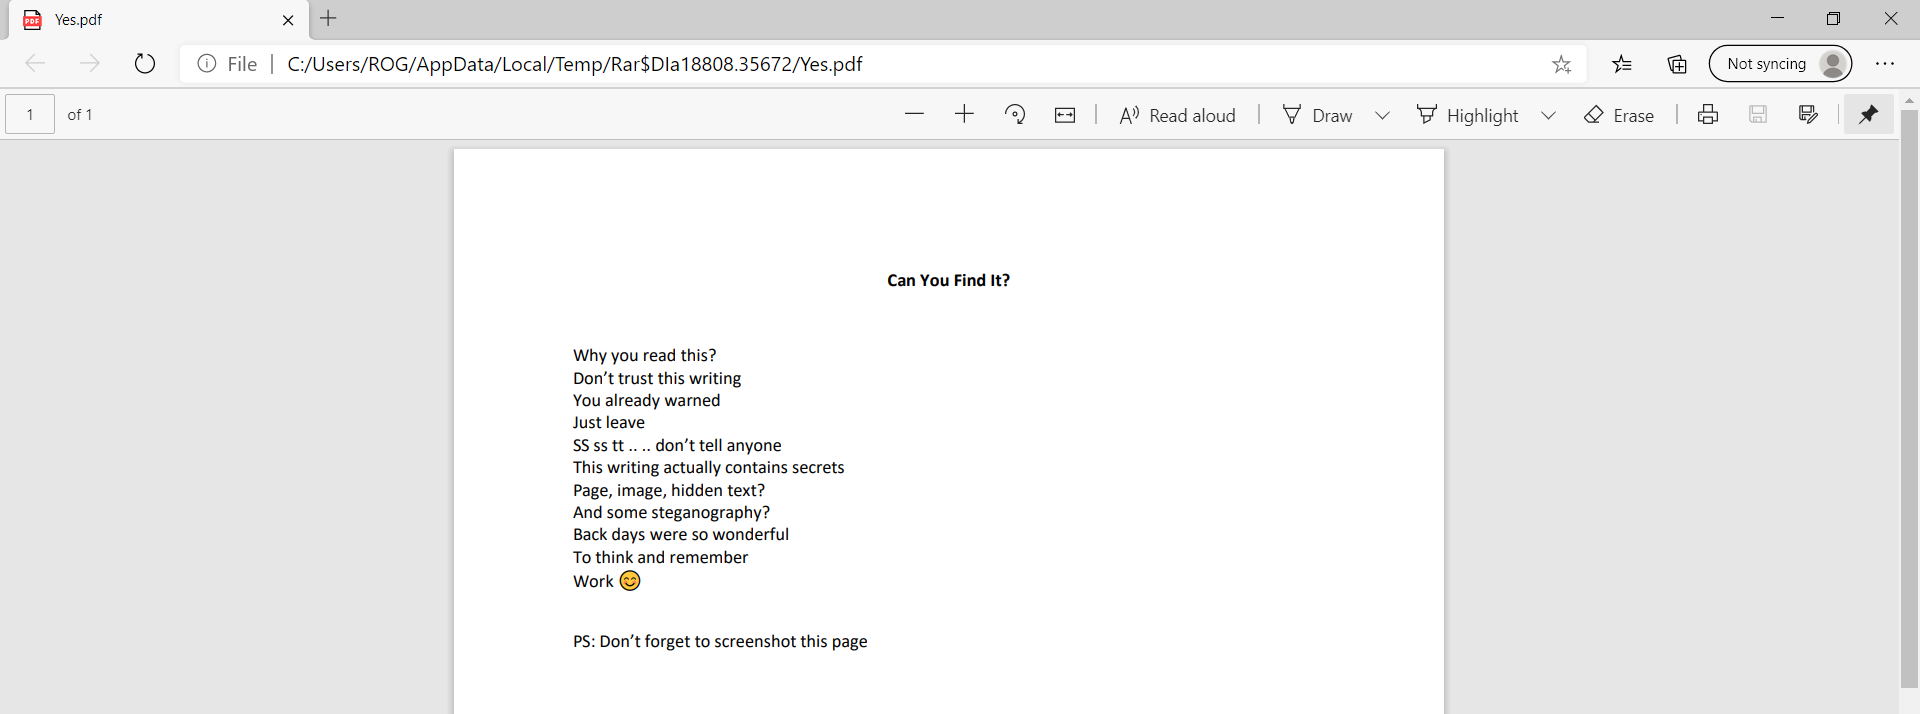 Yes.pdf
File | C:/Users/ROG/AppData/Local/Temp/Rar$DIa18808.35672/Yes.pdf
Not syncing
1 of 1
Read aloud
Draw
Highlight
Erase
Can You Find It?
Why you read this?
Don’t trust this writing
You already warned
Just leave
SS ss tt .. .. don’t tell anyone
This writing actually contains secrets
Page, image, hidden text?
And some steganography?
Back days were so wonderful
To think and remember
Work 😊
PS: Don’t forget to screenshot this page